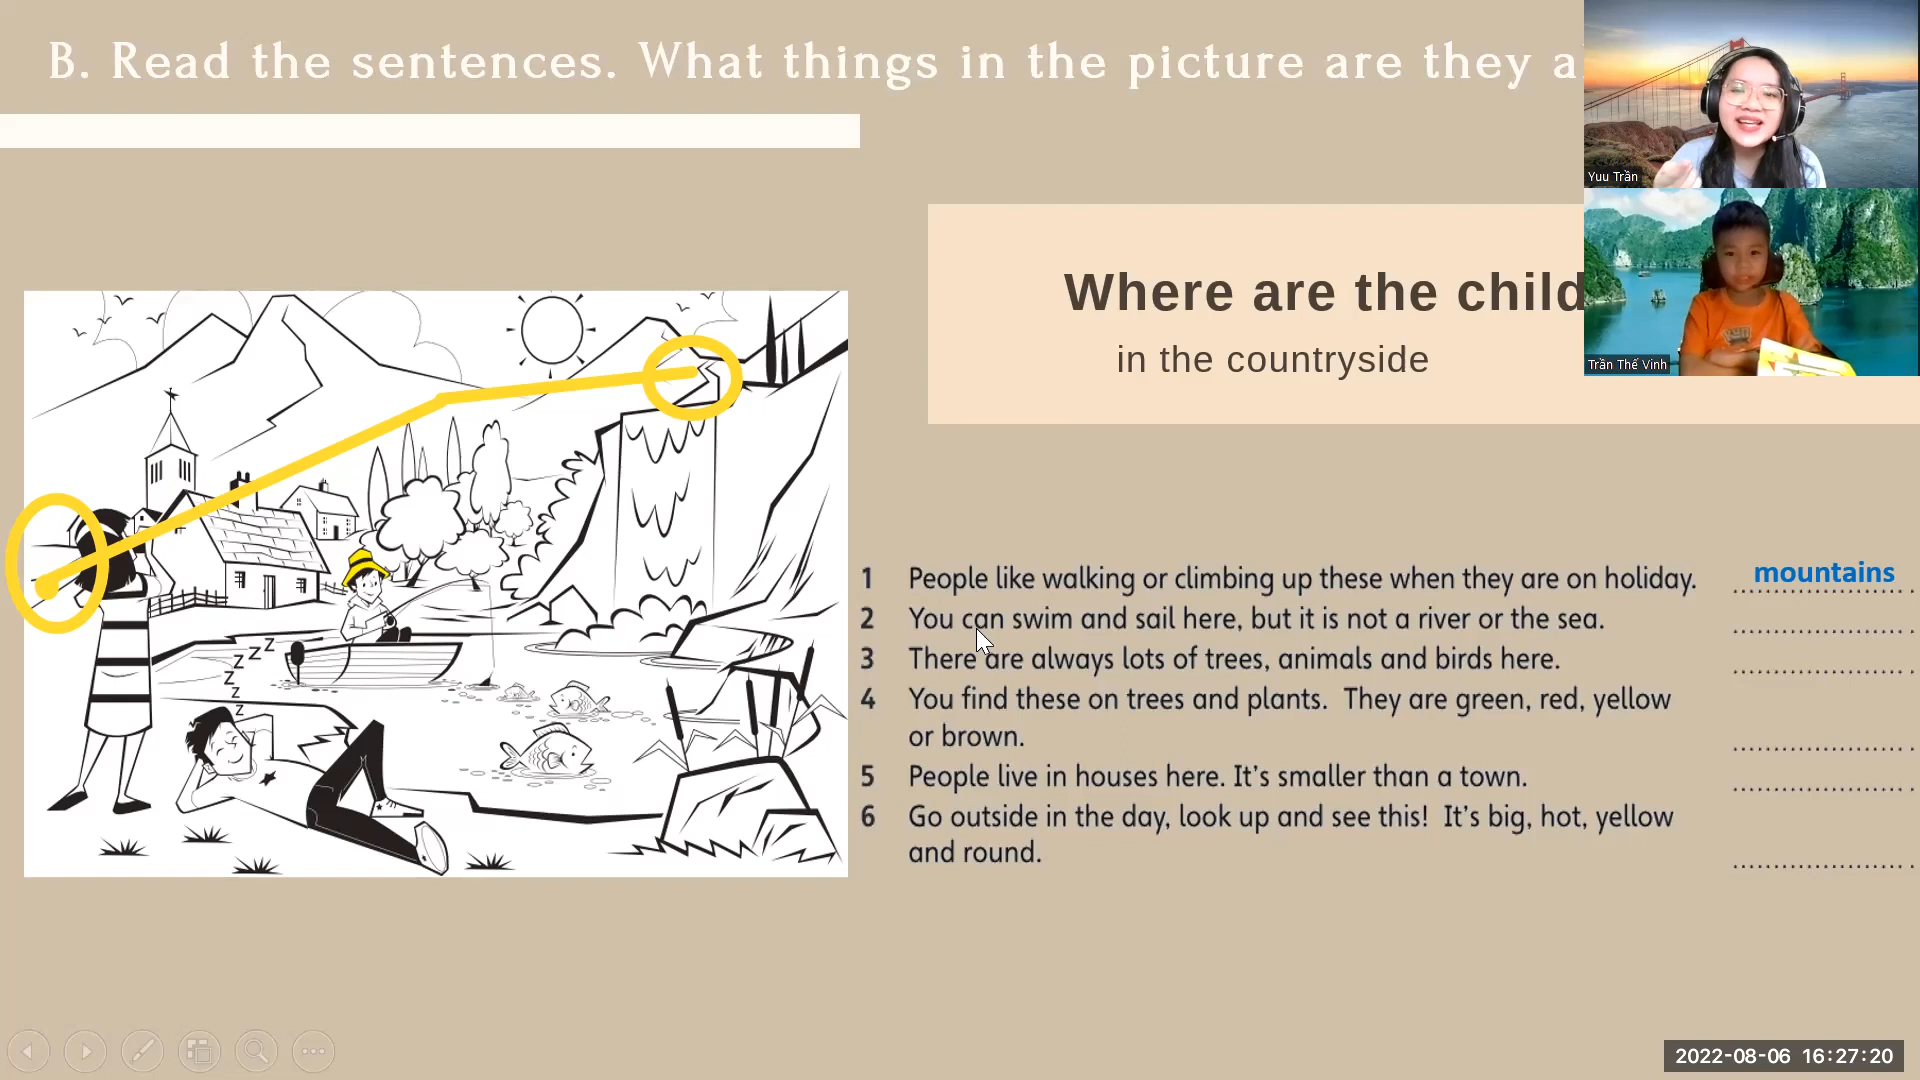 B. Read the sentences. What things in the picture are they a
Yuu Trần
Trần Thế Vinh
Where are the child
in the countryside
1 People like walking or climbing up these when they are on holiday. mountains
2 You can swim and sail here, but it is not a river or the sea. ....................
3 There are always lots of trees, animals and birds here. ....................
4 You find these on trees and plants. They are green, red, yellow
or brown. ....................
5 People live in houses here. It's smaller than a town. ....................
6 Go outside in the day, look up and see this! It's big, hot, yellow
and round. ....................
z z z
z
z
z
z
2022-08-06 16:27:20